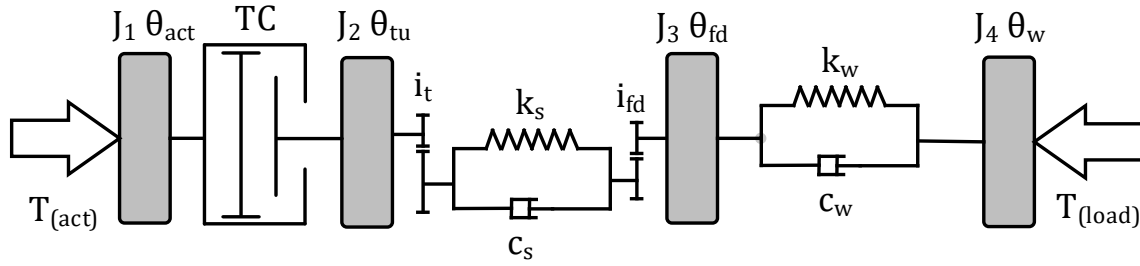 J₁ θ_act
TC
J₂ θ_tu
J₃ θ_fd
J₄ θ_w
i_t
k_s
i_fd
k_w
T_(act)
c_s
c_w
T_(load)